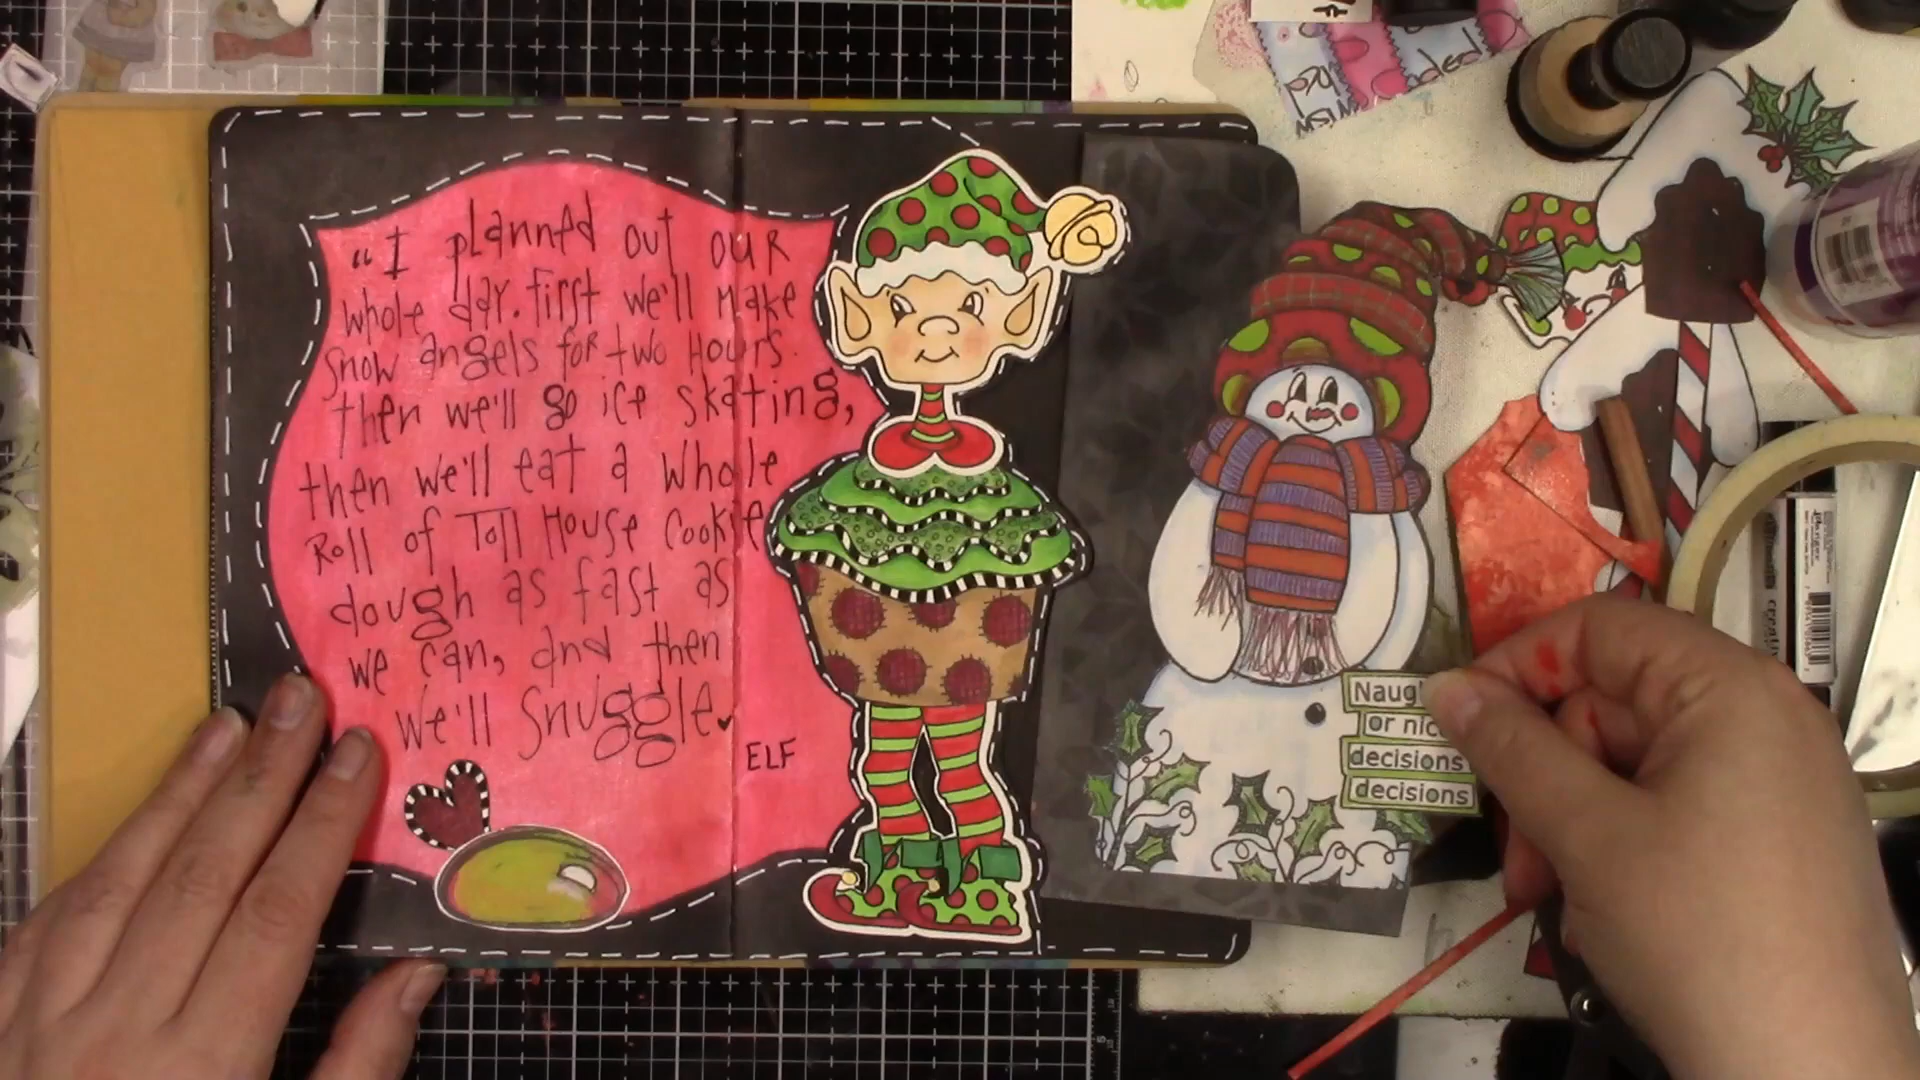 "I planned out our
whole day. First we'll make
snow angels for two Hours.
then we'll go ice skating,
then we'll eat a whole
Roll of Toll House Cookie
dough as fast as
we can, and then
we'll snuggle
ELF
Naug
or nic
decisions
decisions